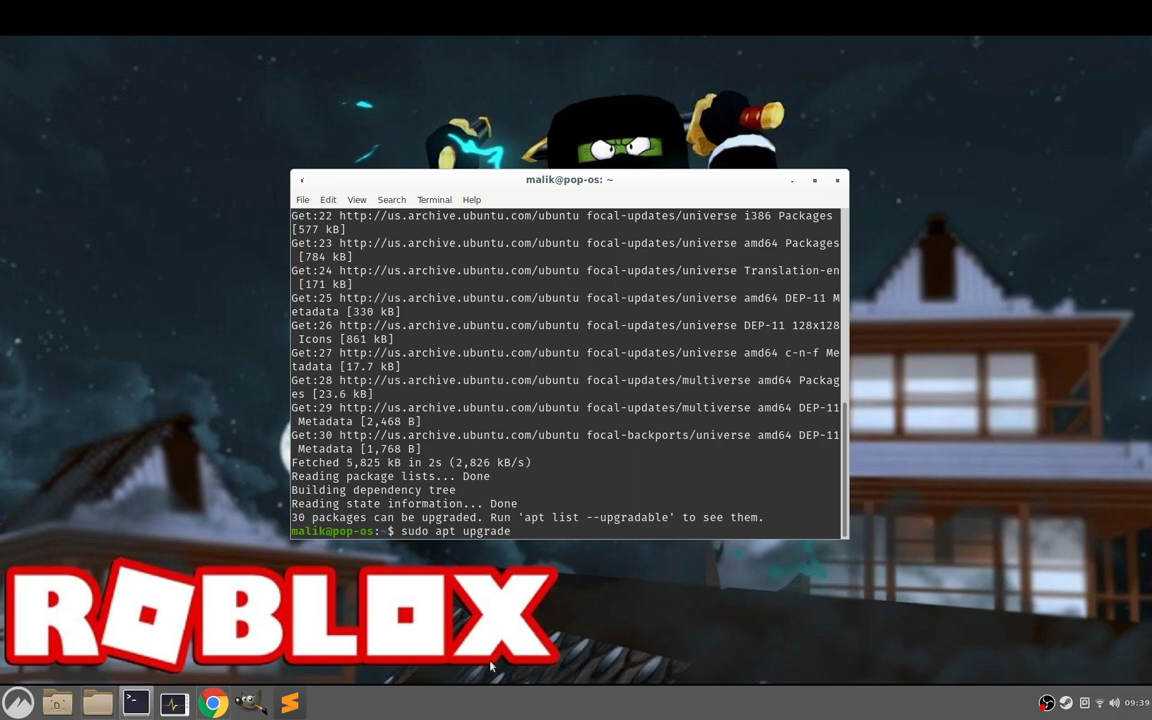 malik@pop-os: ~
File Edit View Search Terminal Help
Get:22 http://us.archive.ubuntu.com/ubuntu focal-updates/universe i386 Packages
[577 kB]
Get:23 http://us.archive.ubuntu.com/ubuntu focal-updates/universe amd64 Packages
[784 kB]
Get:24 http://us.archive.ubuntu.com/ubuntu focal-updates/universe Translation-en
[171 kB]
Get:25 http://us.archive.ubuntu.com/ubuntu focal-updates/universe amd64 DEP-11 M
etadata [330 kB]
Get:26 http://us.archive.ubuntu.com/ubuntu focal-updates/universe DEP-11 128x128
Icons [861 kB]
Get:27 http://us.archive.ubuntu.com/ubuntu focal-updates/universe amd64 c-n-f Me
tadata [17.7 kB]
Get:28 http://us.archive.ubuntu.com/ubuntu focal-updates/multiverse amd64 Packag
es [23.6 kB]
Get:29 http://us.archive.ubuntu.com/ubuntu focal-updates/multiverse amd64 DEP-11
Metadata [2,468 B]
Get:30 http://us.archive.ubuntu.com/ubuntu focal-backports/universe amd64 DEP-11
Metadata [1,768 B]
Fetched 5,825 kB in 2s (2,826 kB/s)
Reading package lists... Done
Building dependency tree
Reading state information... Done
30 packages can be upgraded. Run 'apt list --upgradable' to see them.
malik@pop-os:~$ sudo apt upgrade
ROBLOX
09:39